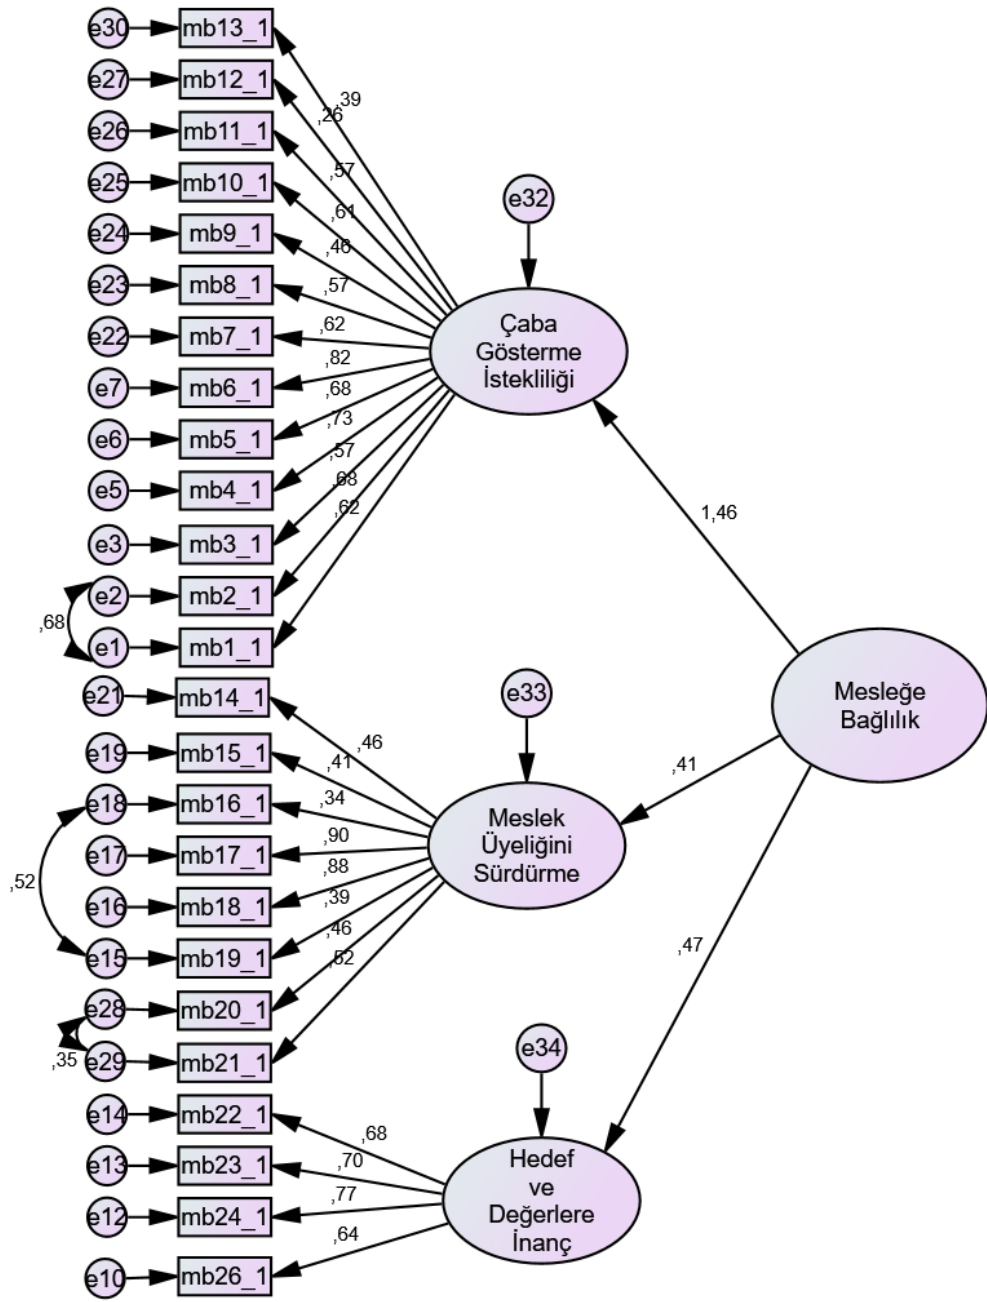 e30 mb13_1
e27 mb12_1
,39
,26
e26 mb11_1
e25 mb10_1
,57
e32
,61
e24 mb9_1
,46
e23 mb8_1
,57
e22 mb7_1
,62
Çaba
Gösterme
İstekliliği
,82
e7 mb6_1
,68
,73
e6 mb5_1
,57
e5 mb4_1
,68
,62
1,46
e3 mb3_1
e2 mb2_1
,68
e1 mb1_1
e21 mb14_1
e33
Mesleğe
Bağlılık
,46
e19 mb15_1
,41
,41
e18 mb16_1
,34
,90
Meslek
Üyeliğini
Sürdürme
e17 mb17_1
,88
,52
,39
e16 mb18_1
,46
e15 mb19_1
,52
,47
e28 mb20_1
e34
,35
e29 mb21_1
e14 mb22_1
,68
e13 mb23_1
,70
Hedef
ve
Değerlere
İnanç
,77
e12 mb24_1
,64
e10 mb26_1